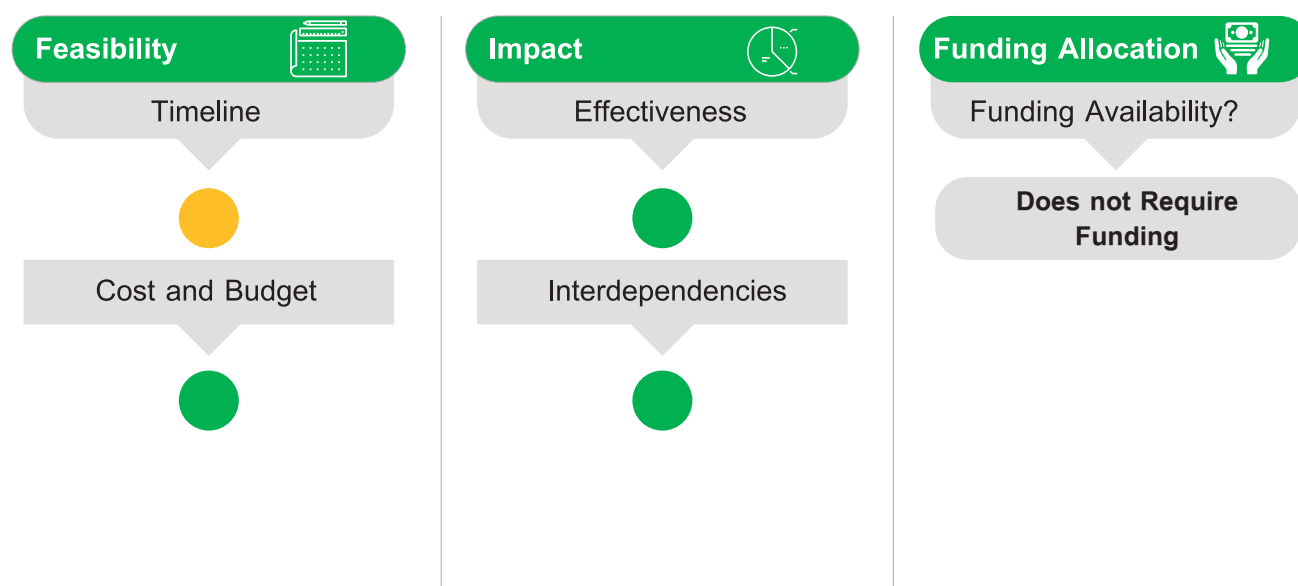 Feasibility
Timeline
Cost and Budget
Impact
Effectiveness
Interdependencies
Funding Allocation
Funding Availability?
Does not Require
Funding